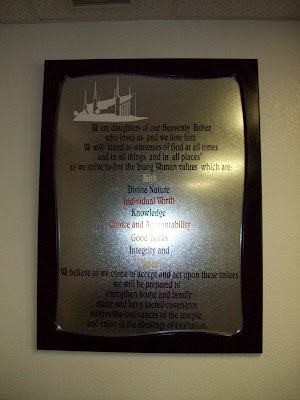 We are daughters of our Heavenly Father
who loves us and we love him
We will "stand as witnesses of God at all times
and in all things, and in all places"
as we strive to live the Young Women values which are:
Faith
Divine Nature
Individual Worth
Knowledge
Choice and Accountability
Good Works
Integrity and
Virtue
We believe as we come to accept and act upon these values
we will be prepared to
strengthen home and family
make and keep sacred covenants
receive the ordinances of the temple,
and enjoy in the blessings of exaltation.